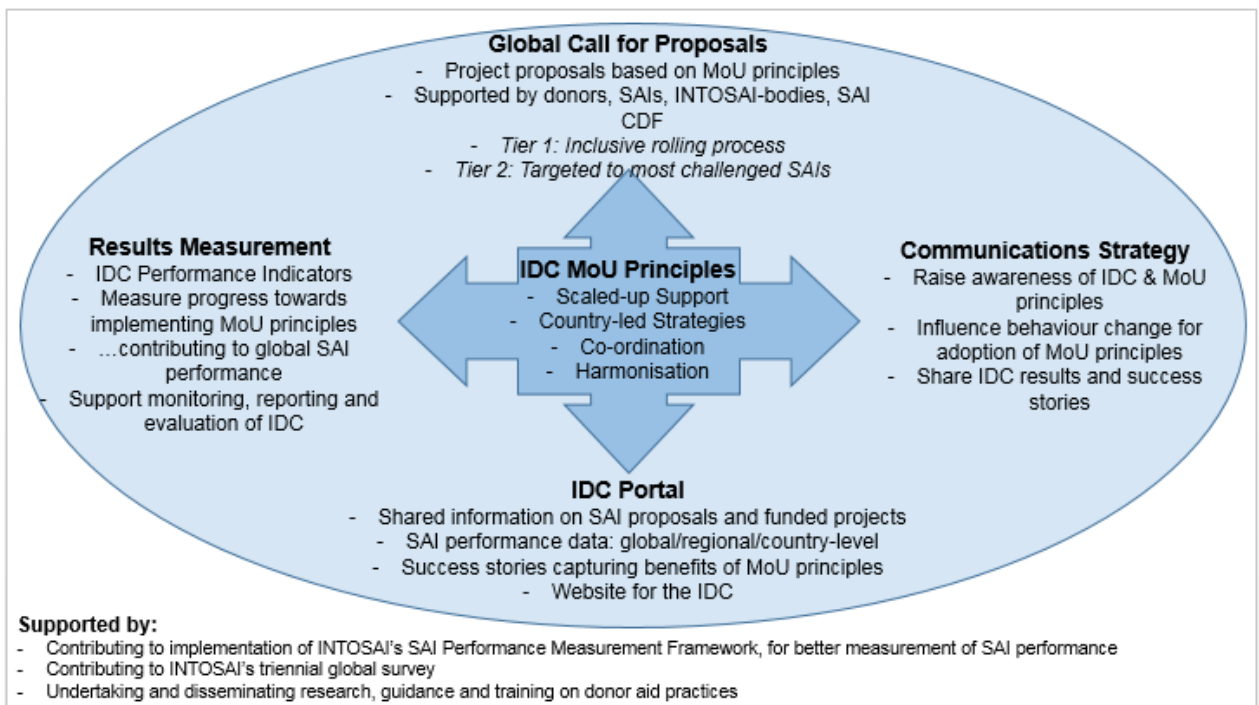 Global Call for Proposals
- Project proposals based on MoU principles
- Supported by donors, SAIs, INTOSAI-bodies, SAI
CDF
- Tier 1: Inclusive rolling process
- Tier 2: Targeted to most challenged SAIs
Results Measurement
- IDC Performance Indicators
- Measure progress towards
implementing MoU principles
- ...contributing to global SAI
performance
- Support monitoring, reporting and
evaluation of IDC
IDC MoU Principles
- Scaled-up Support
- Country-led Strategies
- Co-ordination
- Harmonisation
Communications Strategy
- Raise awareness of IDC & MoU
principles
- Influence behaviour change for
adoption of MoU principles
- Share IDC results and success
stories
IDC Portal
- Shared information on SAI proposals and funded projects
- SAI performance data: global/regional/country-level
- Success stories capturing benefits of MoU principles
- Website for the IDC
Supported by:
- Contributing to implementation of INTOSAI's SAI Performance Measurement Framework, for better measurement of SAI performance
- Contributing to INTOSAI's triennial global survey
- Undertaking and disseminating research, guidance and training on donor aid practices